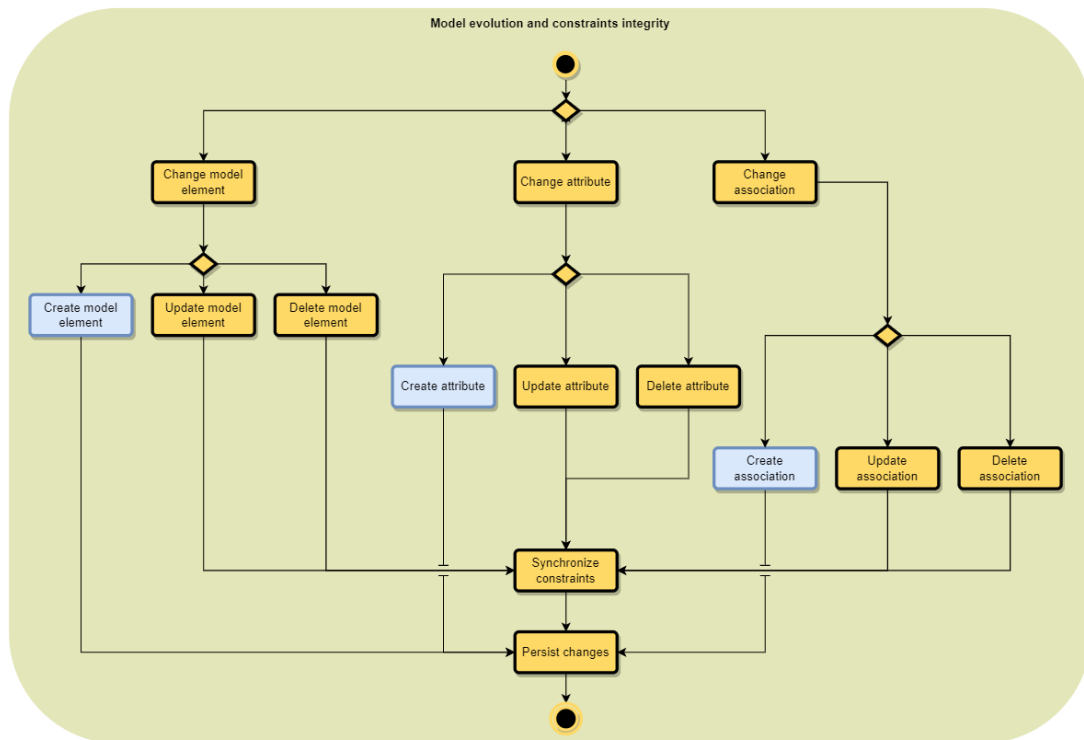 Model evolution and constraints integrity
Change model
element
Change attribute
Change
association
Create model
element
Update model
element
Delete model
element
Create attribute
Update attribute
Delete attribute
Create
association
Update
association
Delete
association
Synchronize
constraints
Persist changes